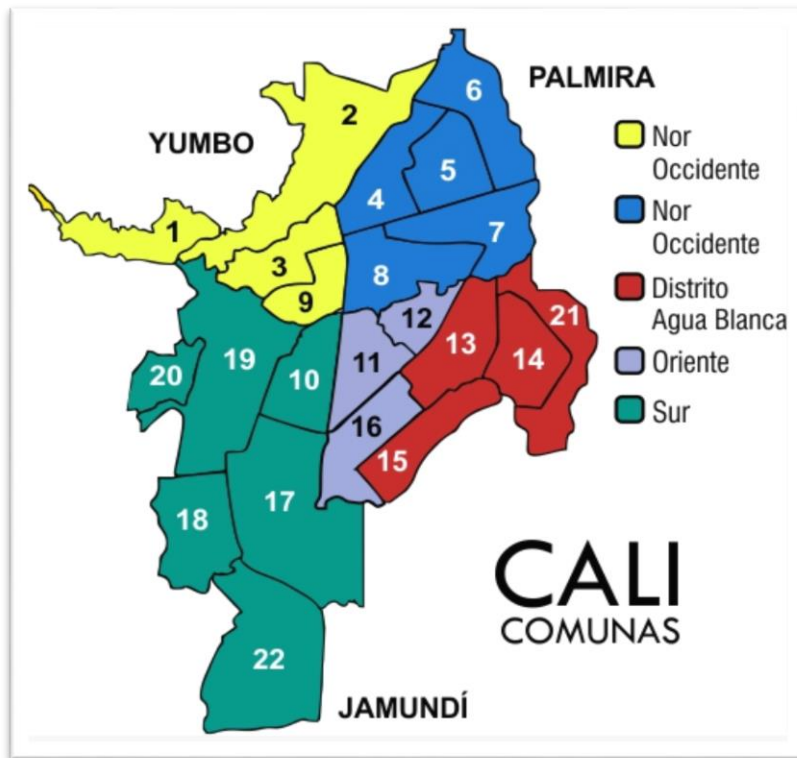 PALMIRA
YUMBO
6
2
5
4
7
1
3
8
9
12
21
13
14
11
19
20
10
16
15
17
18
22
Nor
Occidente
Nor
Occidente
Distrito
Agua Blanca
Oriente
Sur
CALI
COMUNAS
JAMUNDÍ